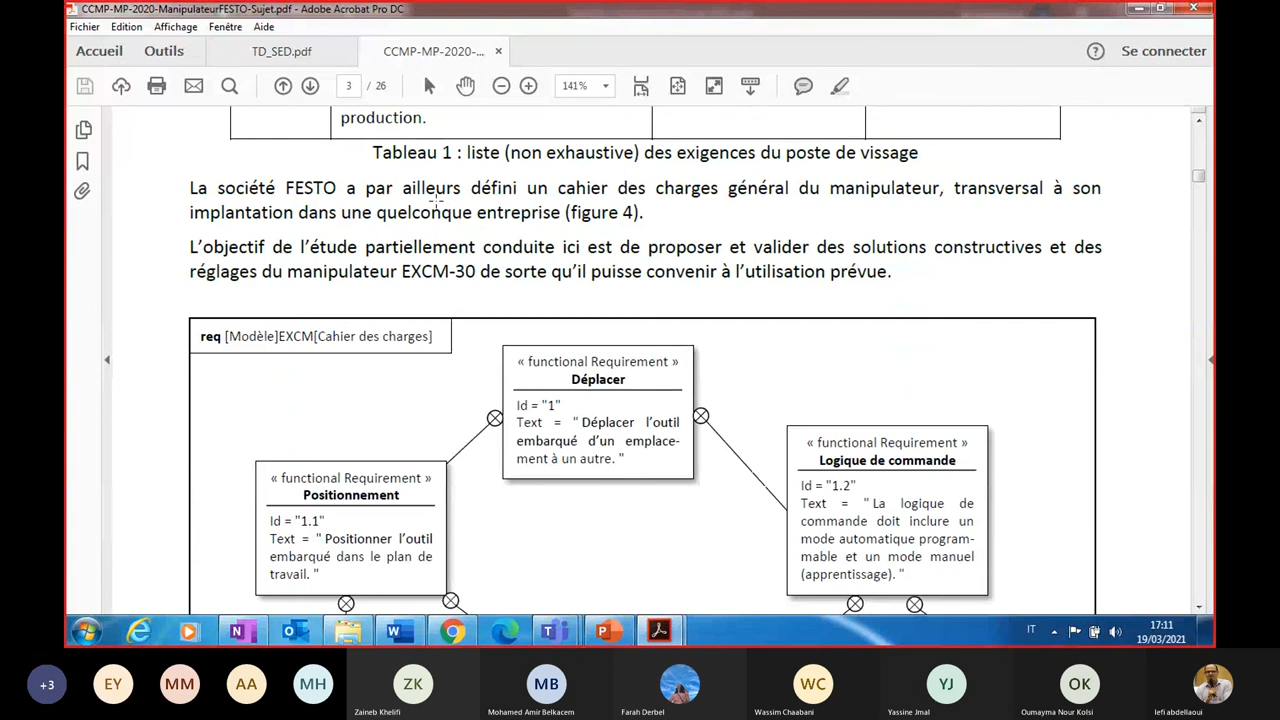 CCMP-MP-2020-ManipulateurFESTO-Sujet.pdf - Adobe Acrobat Pro DC
Fichier Edition Affichage Fenêtre Aide
Accueil Outils TD_SED.pdf CCMP-MP-2020-... × ? Se connecter
3 / 26 141%
production.
Tableau 1 : liste (non exhaustive) des exigences du poste de vissage
La société FESTO a par ailleurs défini un cahier des charges général du manipulateur, transversal à son
implantation dans une quelconque entreprise (figure 4).
L'objectif de l'étude partiellement conduite ici est de proposer et valider des solutions constructives et des
réglages du manipulateur EXCM-30 de sorte qu'il puisse convenir à l'utilisation prévue.
req [Modèle]EXCM[Cahier des charges]
« functional Requirement »
Déplacer
Id = "1"
Text = " Déplacer l'outil
embarqué d'un emplace-
ment à un autre. "
« functional Requirement »
Positionnement
Id = "1.1"
Text = " Positionner l'outil
embarqué dans le plan de
travail. "
« functional Requirement »
Logique de commande
Id = "1.2"
Text = " La logique de
commande doit inclure un
mode automatique program-
mable et un mode manuel
(apprentissage). "
IT 17:11
19/03/2021
+3 EY MM AA MH ZK MB WC YJ OK
Zaineb Khelifi Mohamed Amir Belkacem Farah Derbel Wassim Chaabani Yassine Jmal Oumayma Nour Kolsi lefi abdellaoui